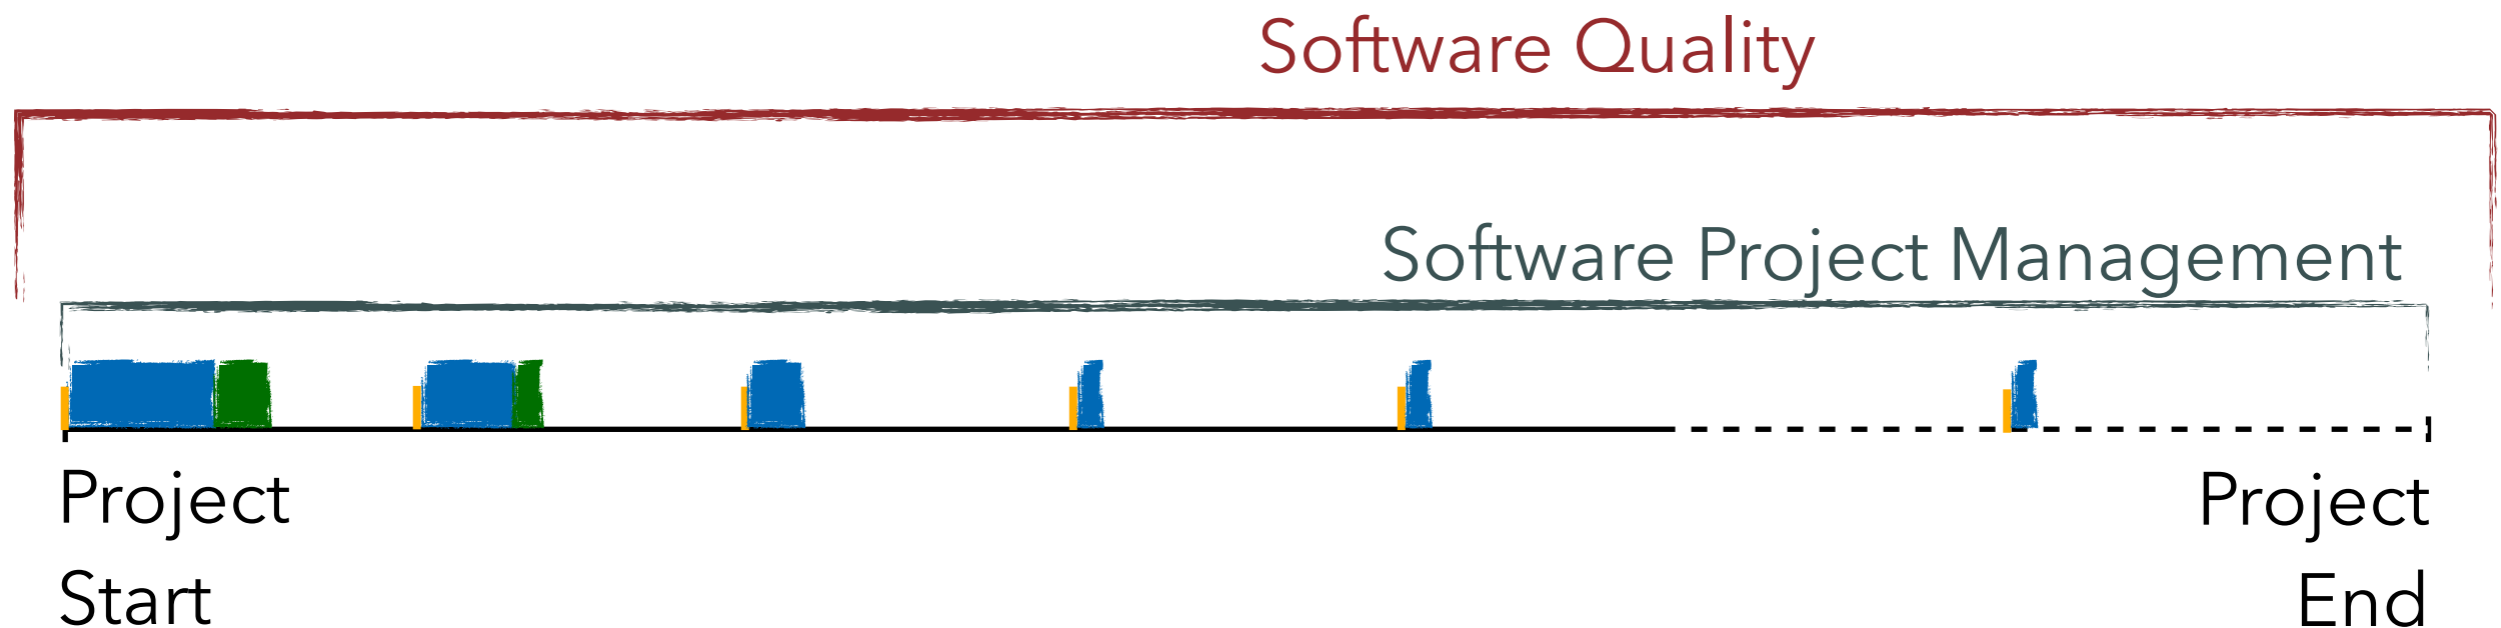 Software Quality
Software Project Management
Project
Start
Project
End